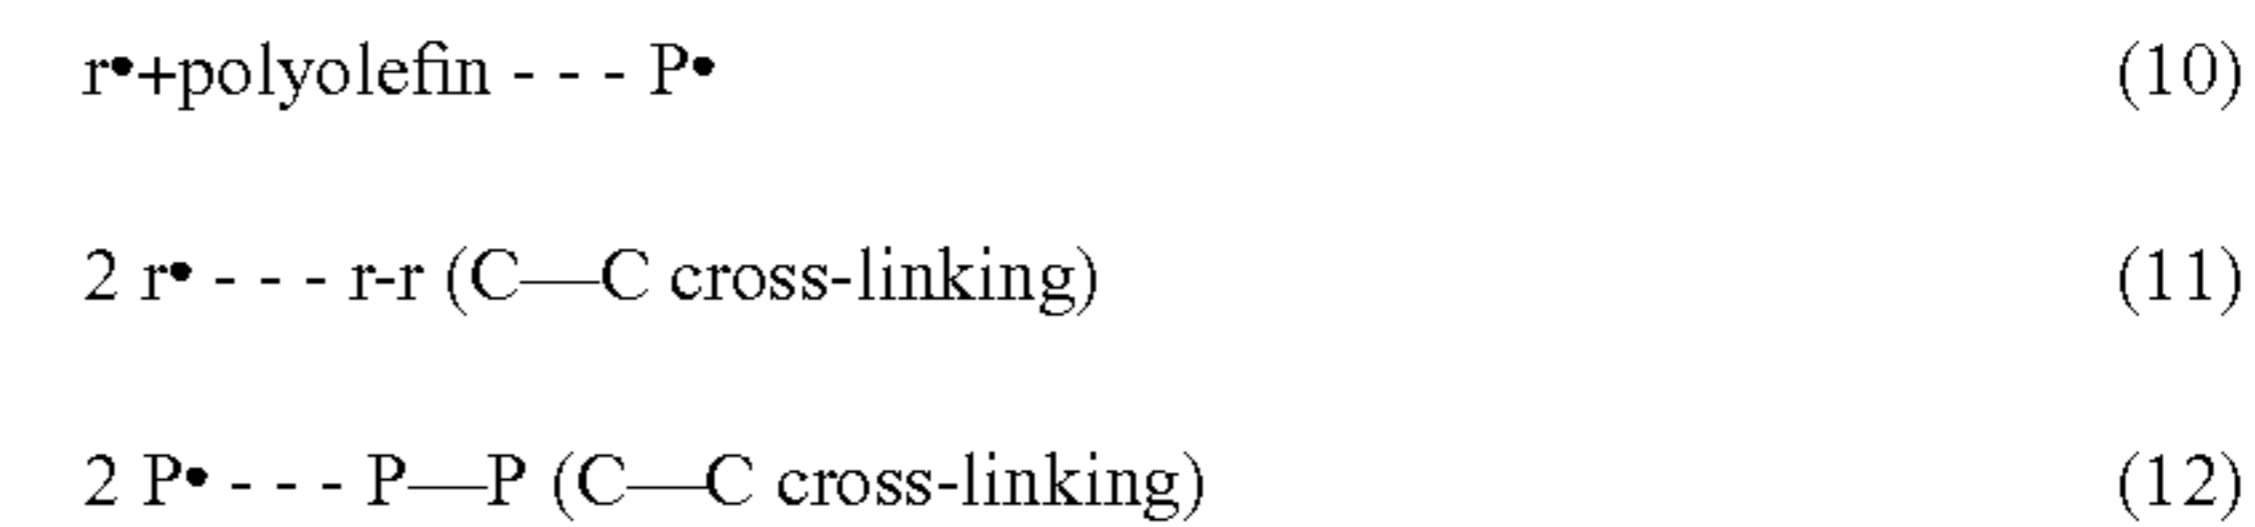 r•+polyolefin - - - P• (10)
2 r• - - - r-r (C—C cross-linking) (11)
2 P• - - - P—P (C—C cross-linking) (12)